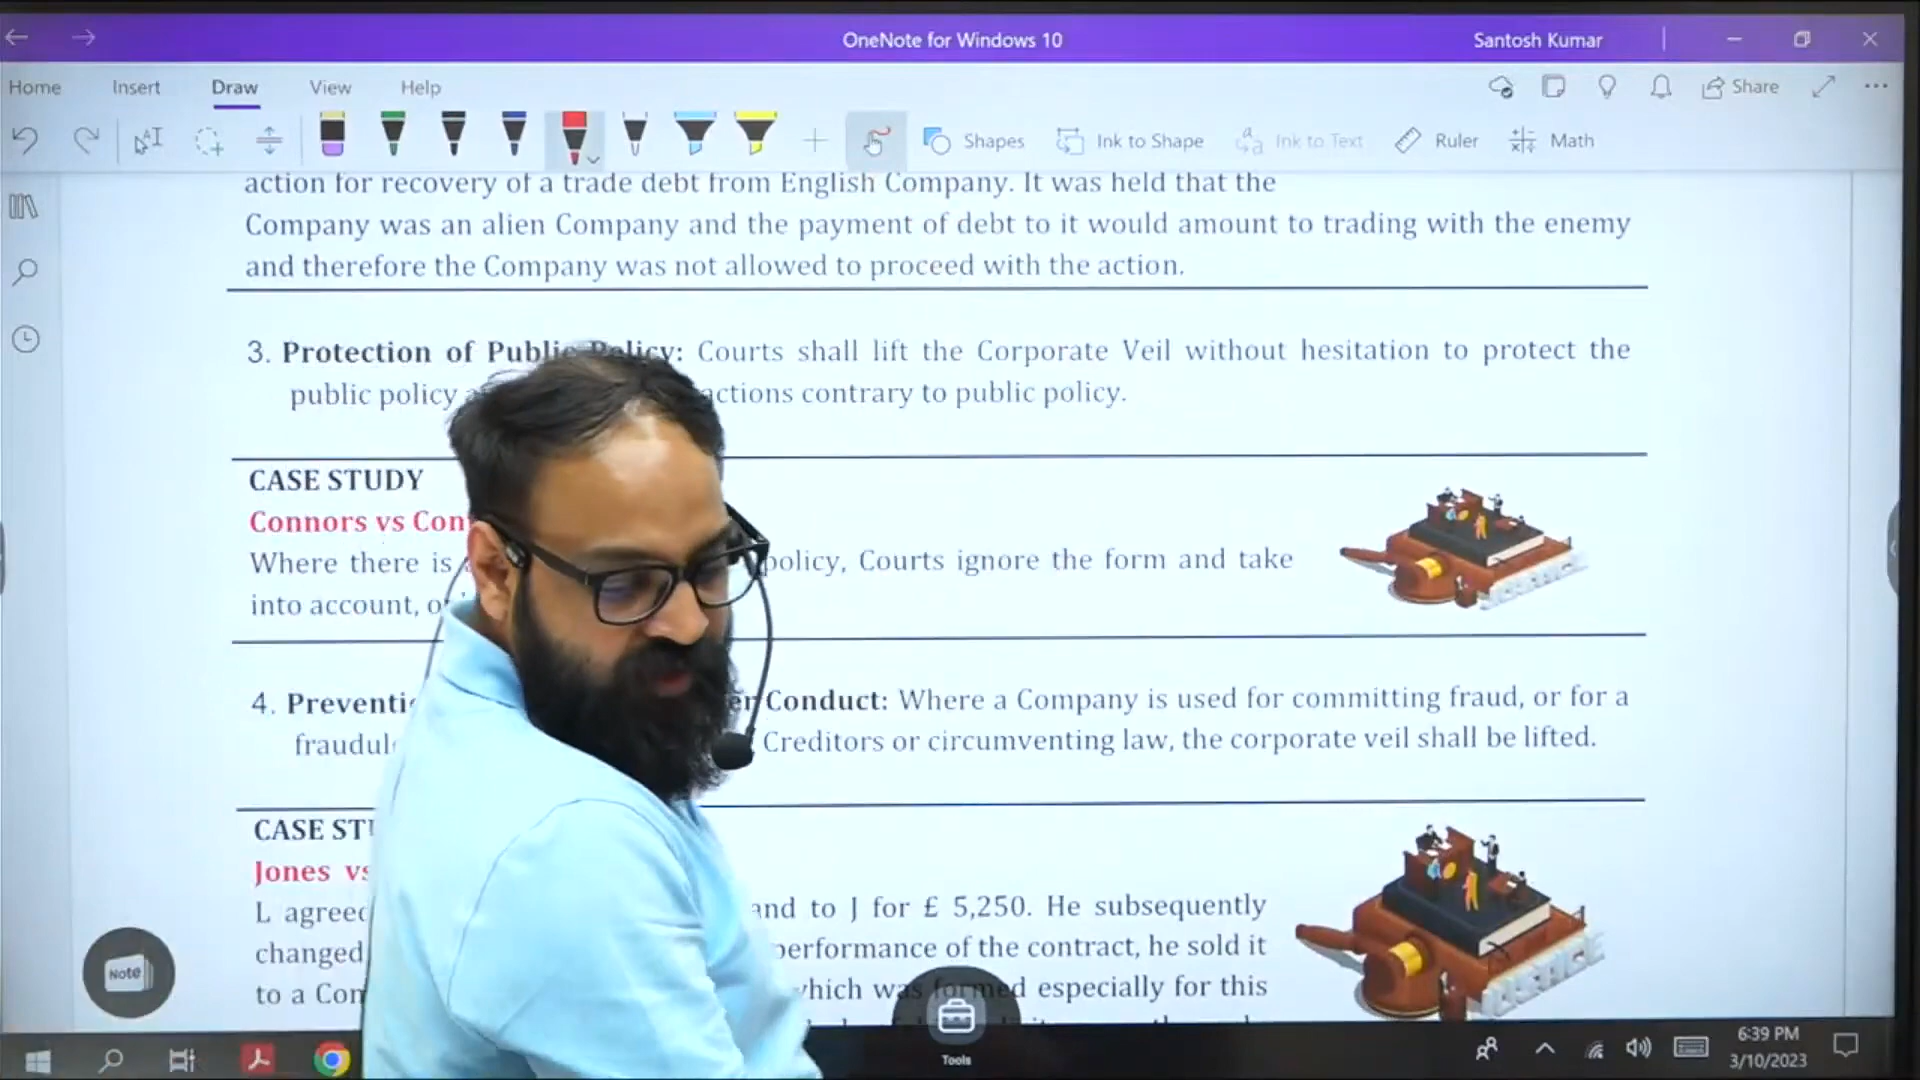 OneNote for Windows 10
Santosh Kumar
Home Insert Draw View Help
Share
Shapes Ink to Shape Ink to Text Ruler Math
action for recovery of a trade debt from English Company. It was held that the
Company was an alien Company and the payment of debt to it would amount to trading with the enemy
and therefore the Company was not allowed to proceed with the action.
3. Protection of Public Policy: Courts shall lift the Corporate Veil without hesitation to protect the
public policy actions contrary to public policy.
CASE STUDY
Connors vs
Where there is policy, Courts ignore the form and take
into account,
4. Conduct: Where a Company is used for committing fraud, or for a
Creditors or circumventing law, the corporate veil shall be lifted.
CASE
Jones vs
L agreed and to J for £ 5,250. He subsequently
changed performance of the contract, he sold it
to a which was formed especially for this
Note
Tools
6:39 PM
3/10/2023